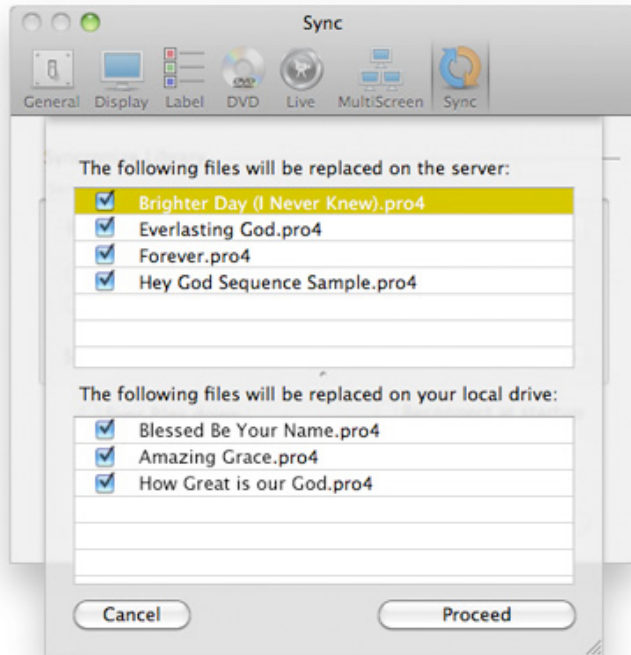 Sync
General Display Label DVD Live MultiScreen Sync
The following files will be replaced on the server:
Brighter Day (I Never Knew).pro4
Everlasting God.pro4
Forever.pro4
Hey God Sequence Sample.pro4
The following files will be replaced on your local drive:
Blessed Be Your Name.pro4
Amazing Grace.pro4
How Great is our God.pro4
Cancel Proceed